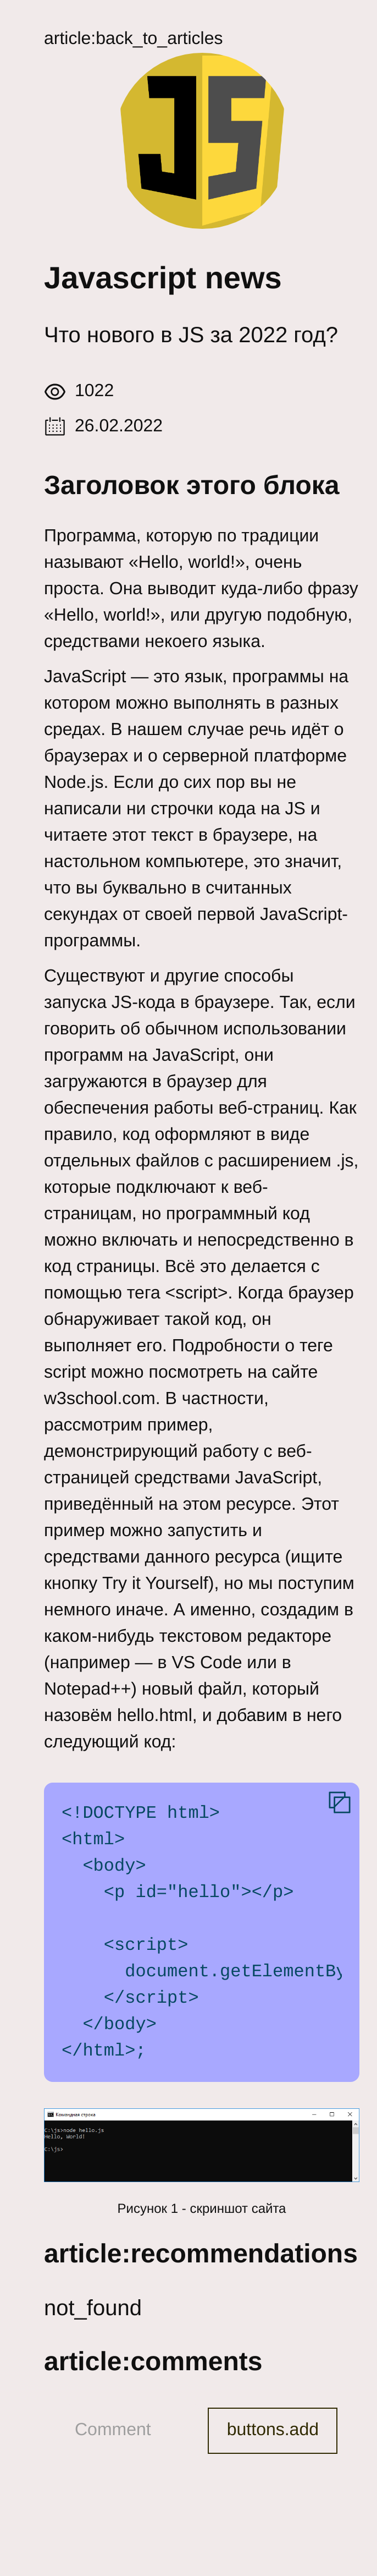 article:back_to_articles
JS
Javascript news
Что нового в JS за 2022 год?
1022
26.02.2022
Заголовок этого блока
Программа, которую по традиции
называют «Hello, world!», очень
проста. Она выводит куда-либо фразу
«Hello, world!», или другую подобную,
средствами некоего языка.
JavaScript — это язык, программы на
котором можно выполнять в разных
средах. В нашем случае речь идёт о
браузерах и о серверной платформе
Node.js. Если до сих пор вы не
написали ни строчки кода на JS и
читаете этот текст в браузере, на
настольном компьютере, это значит,
что вы буквально в считанных
секундах от своей первой JavaScript-
программы.
Существуют и другие способы
запуска JS-кода в браузере. Так, если
говорить об обычном использовании
программ на JavaScript, они
загружаются в браузер для
обеспечения работы веб-страниц. Как
правило, код оформляют в виде
отдельных файлов с расширением .js,
которые подключают к веб-
страницам, но программный код
можно включать и непосредственно в
код страницы. Всё это делается с
помощью тега <script>. Когда браузер
обнаруживает такой код, он
выполняет его. Подробности о теге
script можно посмотреть на сайте
w3school.com. В частности,
рассмотрим пример,
демонстрирующий работу с веб-
страницей средствами JavaScript,
приведённый на этом ресурсе. Этот
пример можно запустить и
средствами данного ресурса (ищите
кнопку Try it Yourself), но мы поступим
немного иначе. А именно, создадим в
каком-нибудь текстовом редакторе
(например — в VS Code или в
Notepad++) новый файл, который
назовём hello.html, и добавим в него
следующий код:
<!DOCTYPE html>
<html>
  <body>
    <p id="hello"></p>

    <script>
      document.getElementBy
    </script>
  </body>
</html>;
Командная строка
C:\js>node hello.js
Hello, World!
C:\js>
Рисунок 1 - скриншот сайта
article:recommendations
not_found
article:comments
Comment
buttons.add